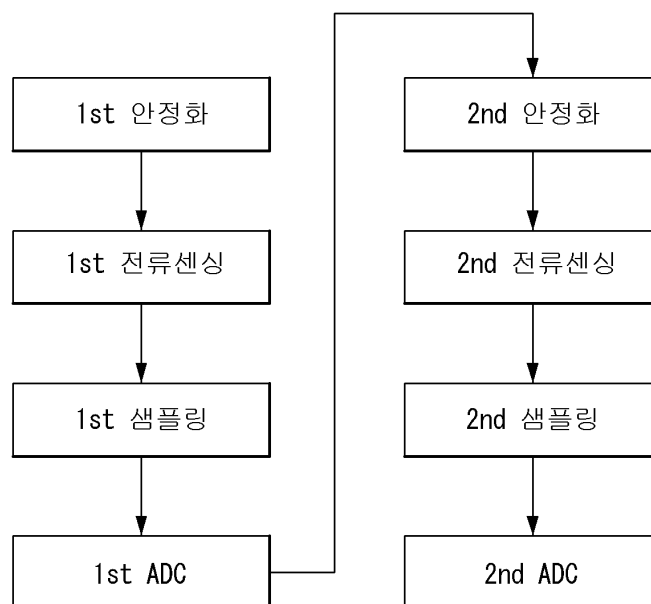 1st 안정화
1st 전류센싱
1st 샘플링
1st ADC
2nd 안정화
2nd 전류센싱
2nd 샘플링
2nd ADC